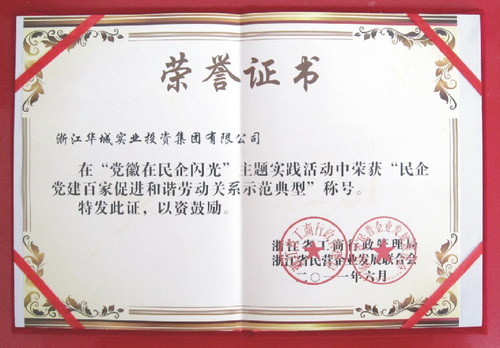 荣誉证书
浙江华城实业投资集团有限公司
在“党徽在民企闪光”主题实践活动中荣获“民企
党建百家促进和谐劳动关系示范典型”称号。
特发此证，以资鼓励。
浙江省工商行政管理局
浙江省民营企业发展联合会
二〇一一年六月